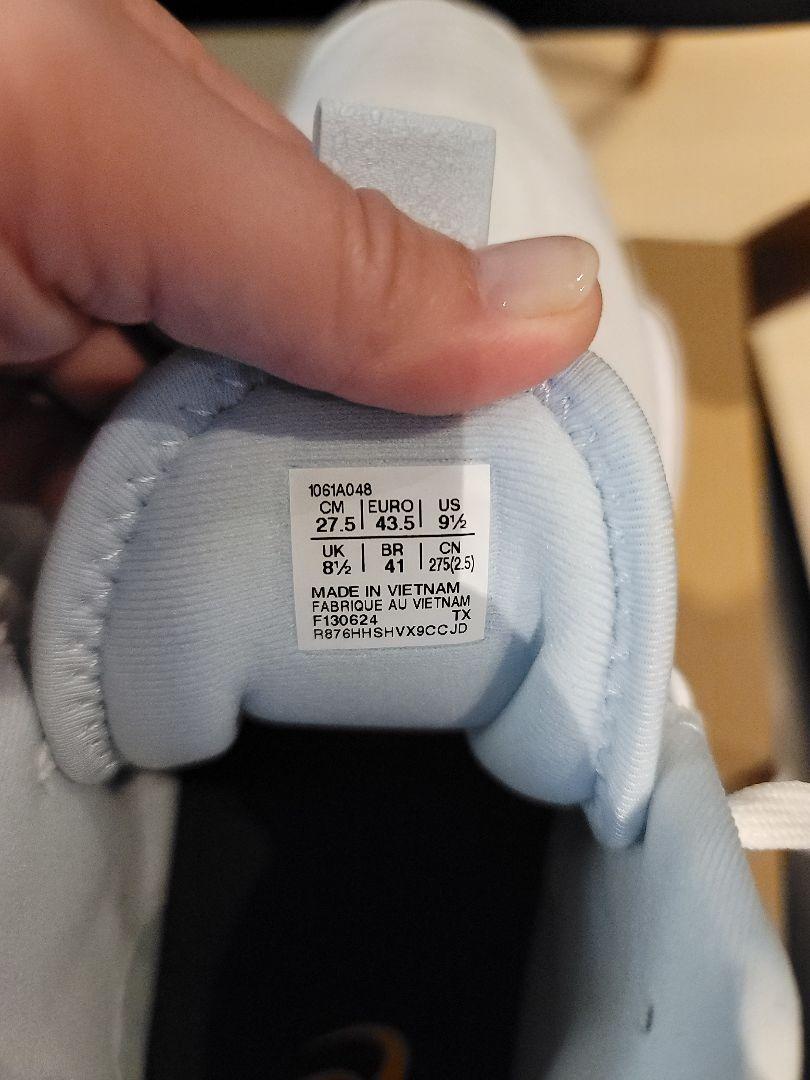 1061A048
CM | EURO | US
27.5 | 43.5 | 9½
UK | BR | CN
8½ | 41 | 275(2.5)
MADE IN VIETNAM
FABRIQUE AU VIETNAM
F130624 TX
R876HHSHVX9CCJD